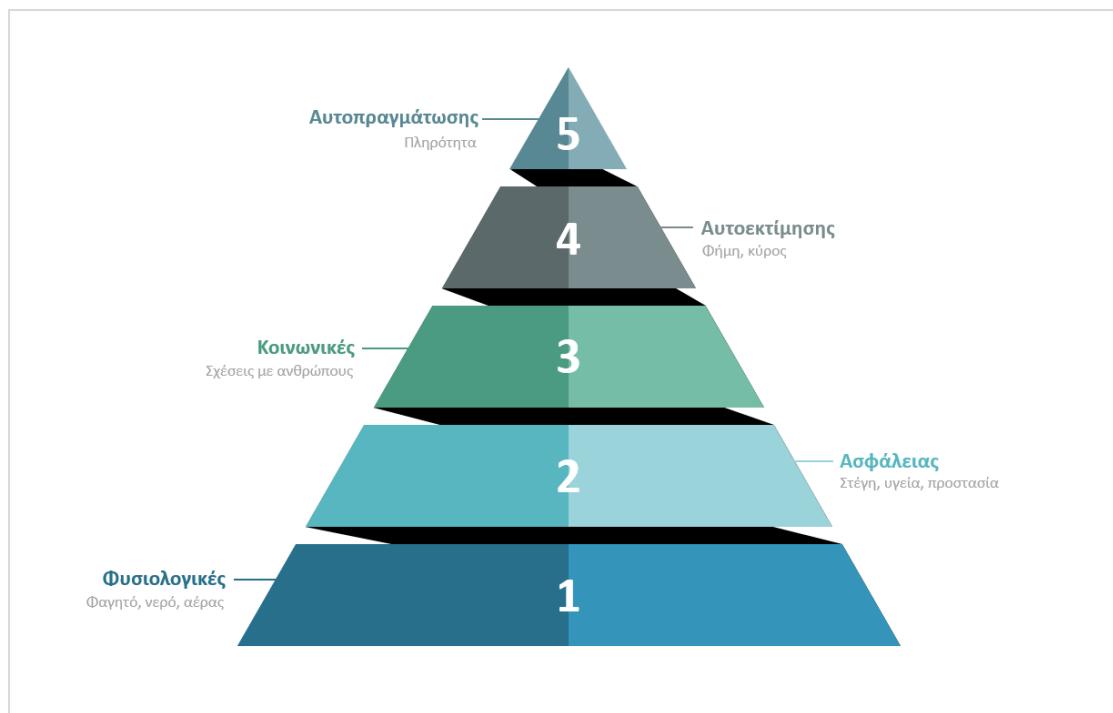 Αυτοπραγμάτωσης
Πληρότητα
5
4
Αυτοεκτίμησης
Φήμη, κύρος
Κοινωνικές
Σχέσεις με ανθρώπους
3
2
Ασφάλειας
Στέγη, υγεία, προστασία
Φυσιολογικές
Φαγητό, νερό, αέρας
1